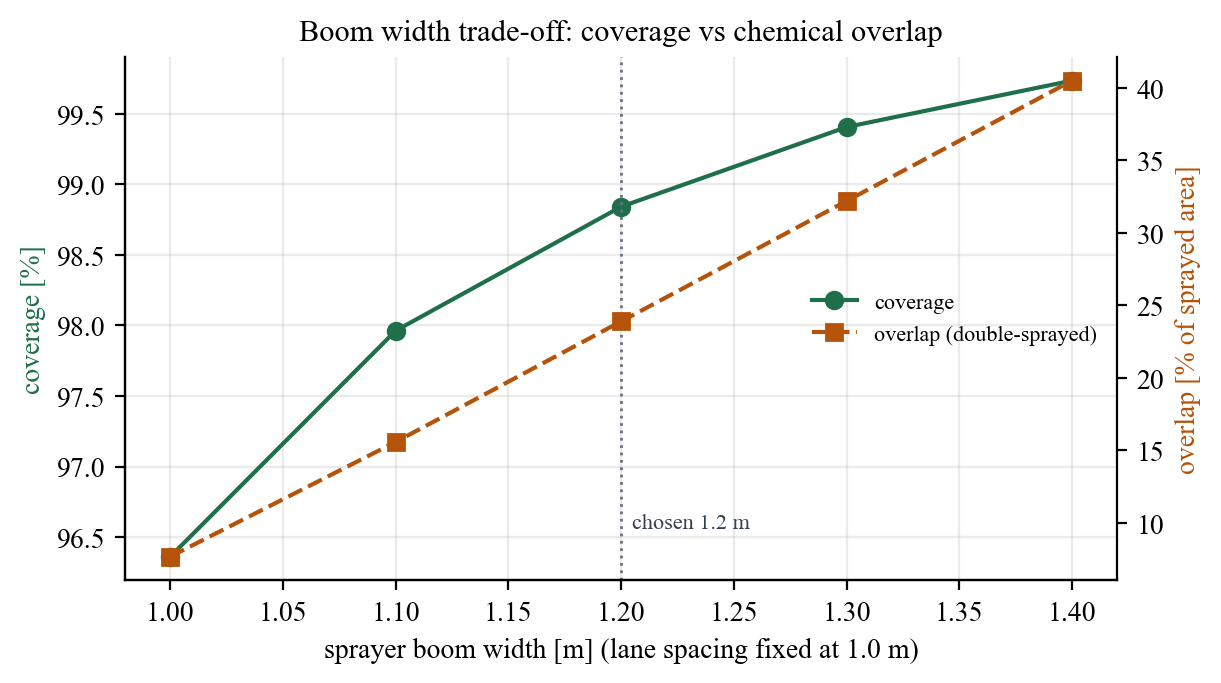 Boom width trade-off: coverage vs chemical overlap
coverage [%]
99.5
99.0
98.5
98.0
97.5
97.0
96.5
40
35
30
25
20
15
10
overlap [% of sprayed area]
coverage
overlap (double-sprayed)
chosen 1.2 m
1.00 1.05 1.10 1.15 1.20 1.25 1.30 1.35 1.40
sprayer boom width [m] (lane spacing fixed at 1.0 m)